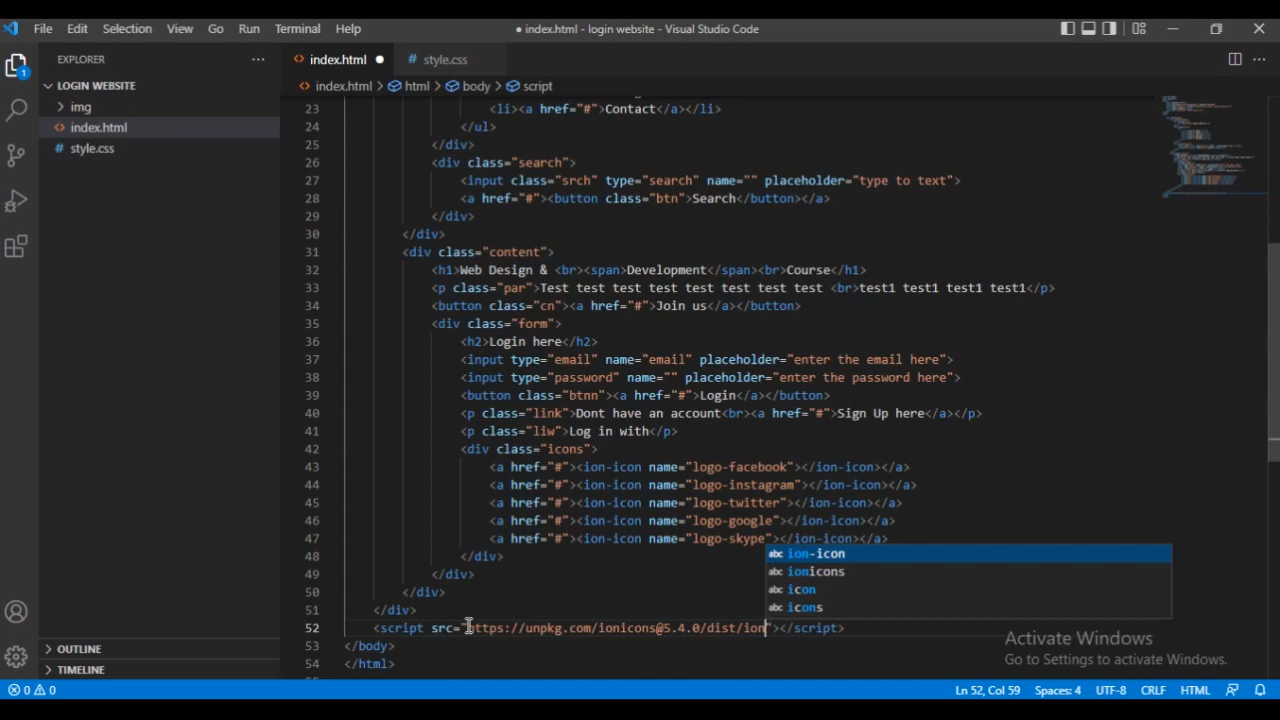 File Edit Selection View Go Run Terminal Help ● index.html - login website - Visual Studio Code
EXPLORER
index.html
style.css
LOGIN WEBSITE
index.html > html > body > script
img
index.html
style.css
23 <li><a href="#">Contact</a></li>
24 </ul>
25 </div>
26 <div class="search">
27 <input class="srch" type="search" name="" placeholder="type to text">
28 <a href="#"><button class="btn">Search</button></a>
29 </div>
30 </div>
31 <div class="content">
32 <h1>Web Design & <br><span>Development</span><br>Course</h1>
33 <p class="par">Test test test test test test test test <br>test1 test1 test1 test1</p>
34 <button class="cn"><a href="#">Join us</a></button>
35 <div class="form">
36 <h2>Login here</h2>
37 <input type="email" name="email" placeholder="enter the email here">
38 <input type="password" name="" placeholder="enter the password here">
39 <button class="btnn"><a href="#">Login</a></button>
40 <p class="link">Dont have an account<br><a href="#">Sign Up here</a></p>
41 <p class="liw">Log in with</p>
42 <div class="icons">
43 <a href="#"><ion-icon name="logo-facebook"></ion-icon></a>
44 <a href="#"><ion-icon name="logo-instagram"></ion-icon></a>
45 <a href="#"><ion-icon name="logo-twitter"></ion-icon></a>
46 <a href="#"><ion-icon name="logo-google"></ion-icon></a>
47 <a href="#"><ion-icon name="logo-skype"></ion-icon></a>
48 </div>
49 </div>
50 </div>
51 </div>
52 <script src="https://unpkg.com/ionicons@5.4.0/dist/ion"></script>
53 </body>
54 </html>
abc ion-icon
abc ionicons
abc icon
abc icons
OUTLINE
TIMELINE
Activate Windows
Go to Settings to activate Windows.
0 0 Ln 52, Col 59 Spaces: 4 UTF-8 CRLF HTML